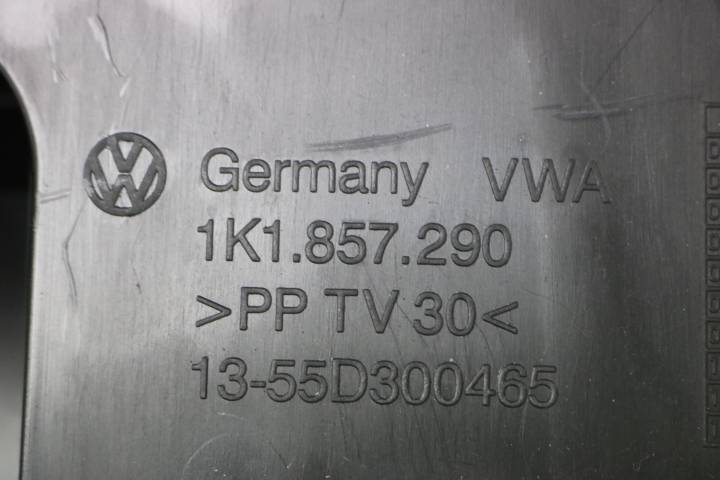 Germany VWA
1K1.857.290
>PP TV 30<
13-55D300465